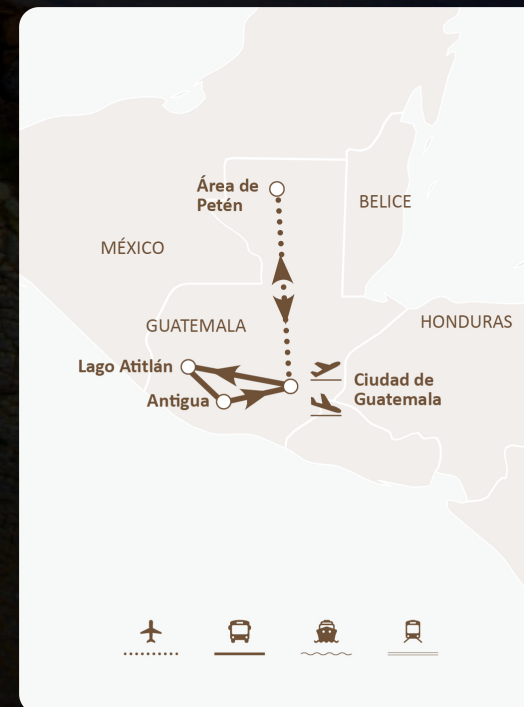 Área de
Petén
BELICE
MÉXICO
GUATEMALA
HONDURAS
Lago Atitlán
Antigua
Ciudad de
Guatemala